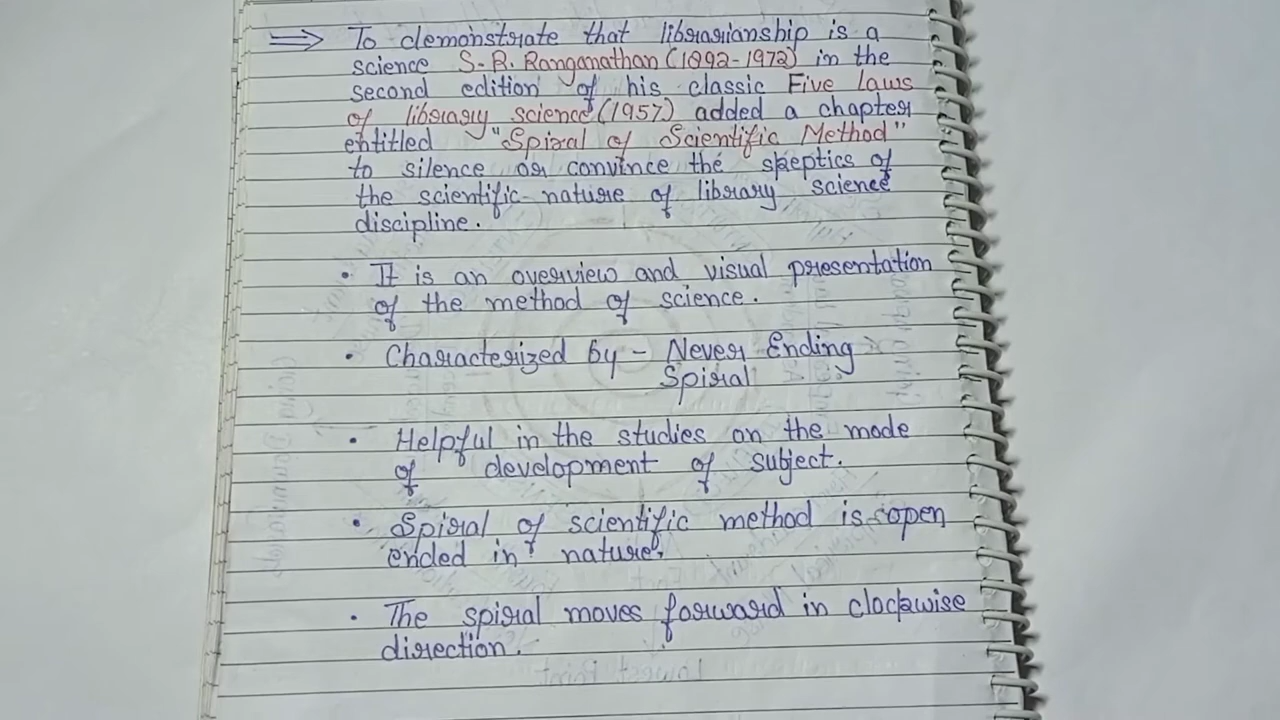 ⇒ To demonstrate that librarianship is a
science S.R. Ranganathan (1892-1972) in the
second edition of his classic Five Laws
of library science (1957) added a chapter
entitled "Spiral of Scientific Method"
to silence or convince the skeptics of
the scientific nature of library science
discipline.
• It is an overview and visual presentation
of the method of science.
• Characterized by - Never Ending
Spiral
• Helpful in the studies on the mode
of development of subject.
• Spiral of scientific method is open
ended in nature.
• The spiral moves forward in clockwise
direction.